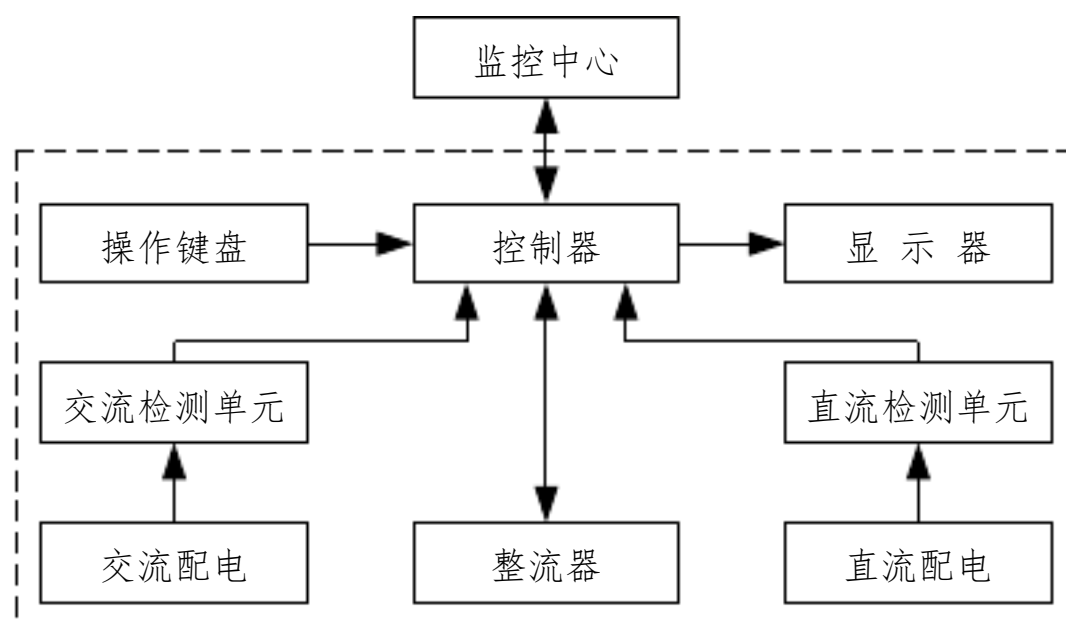 监控中心
操作键盘
控制器
显示器
交流检测单元
直流检测单元
交流配电
整流器
直流配电